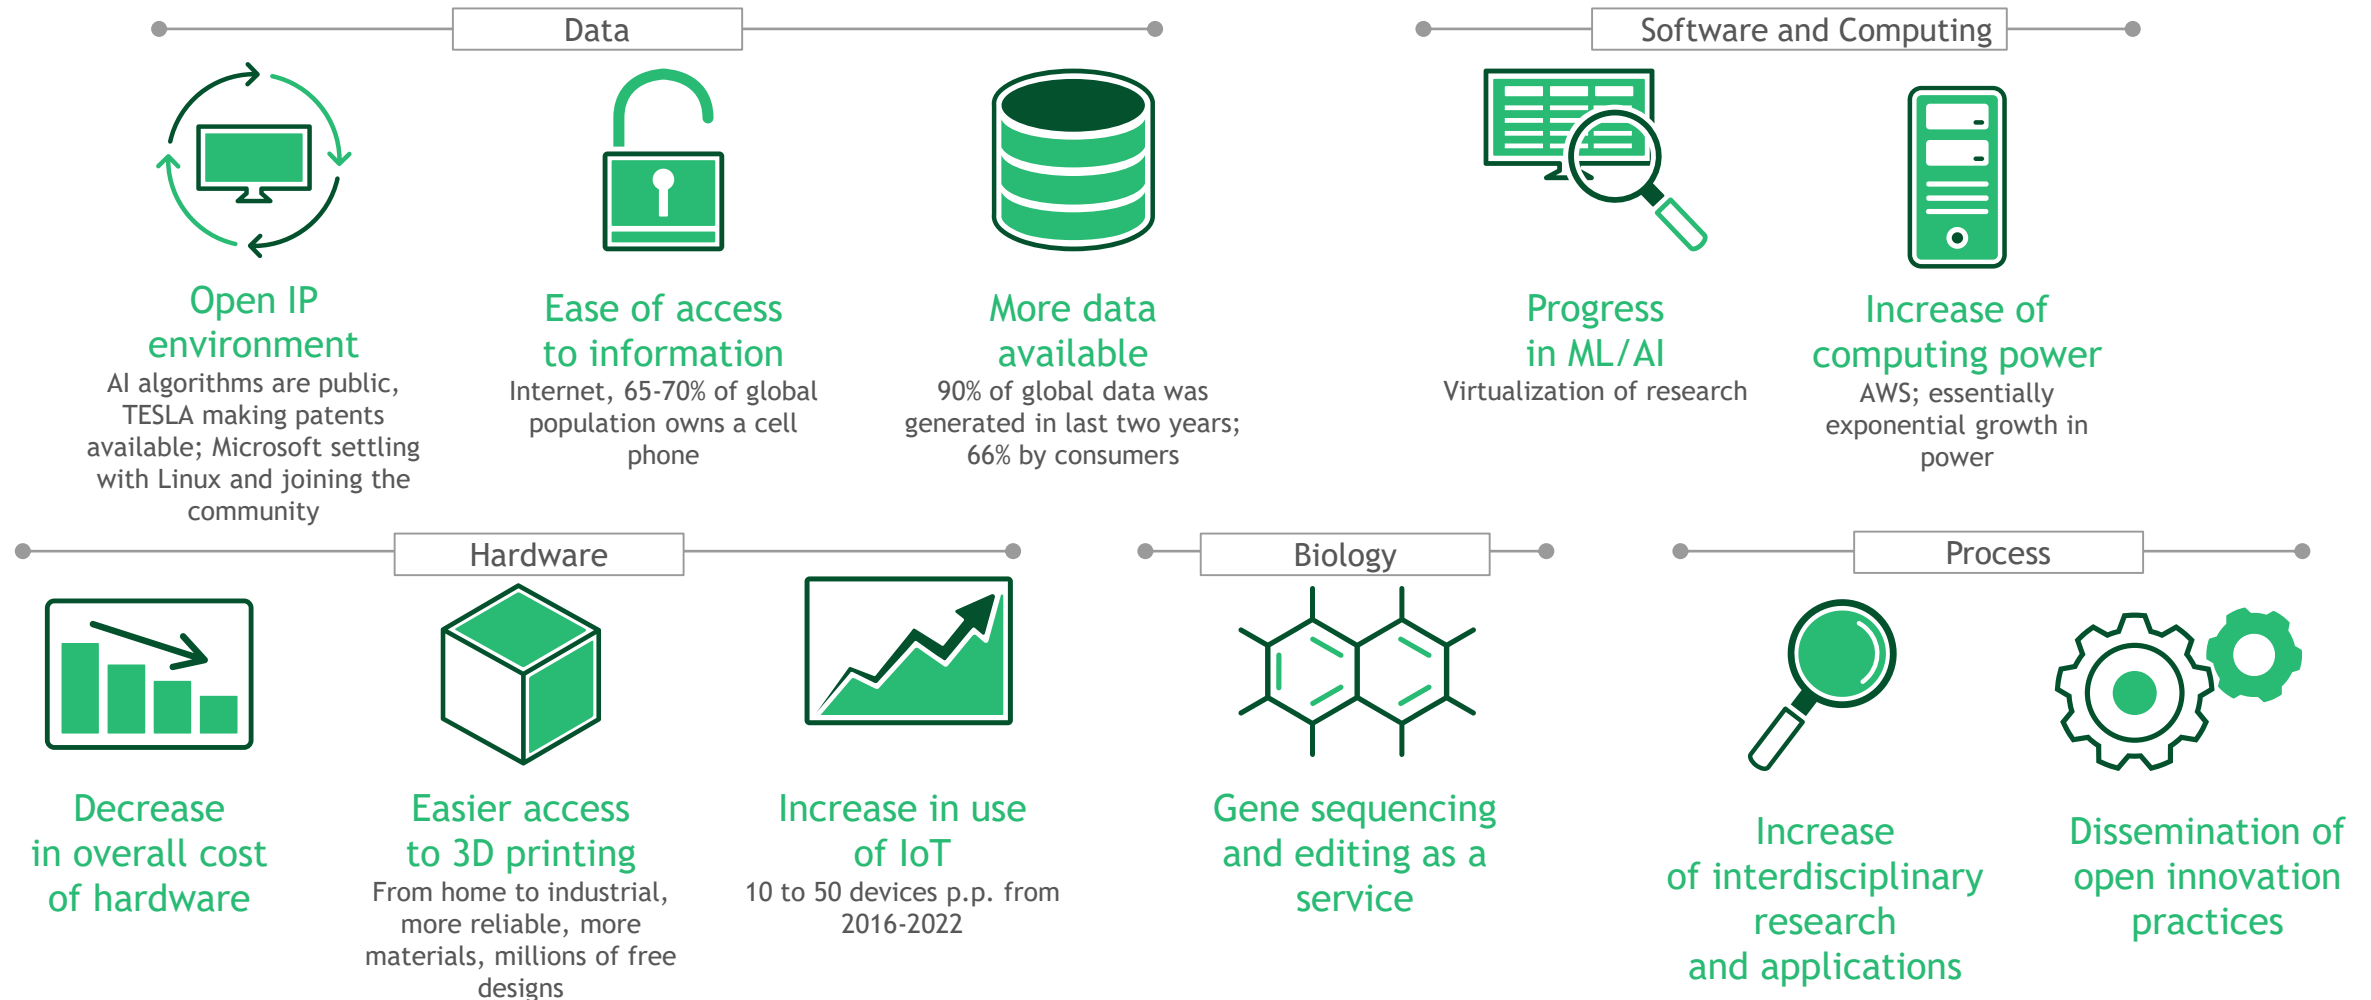 Data
Open IP
environment
AI algorithms are public,
TESLA making patents
available; Microsoft settling
with Linux and joining the
community
Ease of access
to information
Internet, 65-70% of global
population owns a cell
phone
More data
available
90% of global data was
generated in last two years;
66% by consumers
Software and Computing
Progress
in ML/AI
Virtualization of research
Increase of
computing power
AWS; essentially
exponential growth in
power
Hardware
Decrease
in overall cost
of hardware
Easier access
to 3D printing
From home to industrial,
more reliable, more
materials, millions of free
designs
Increase in use
of IoT
10 to 50 devices p.p. from
2016-2022
Biology
Gene sequencing
and editing as a
service
Process
Increase
of interdisciplinary
research
and applications
Dissemination of
open innovation
practices